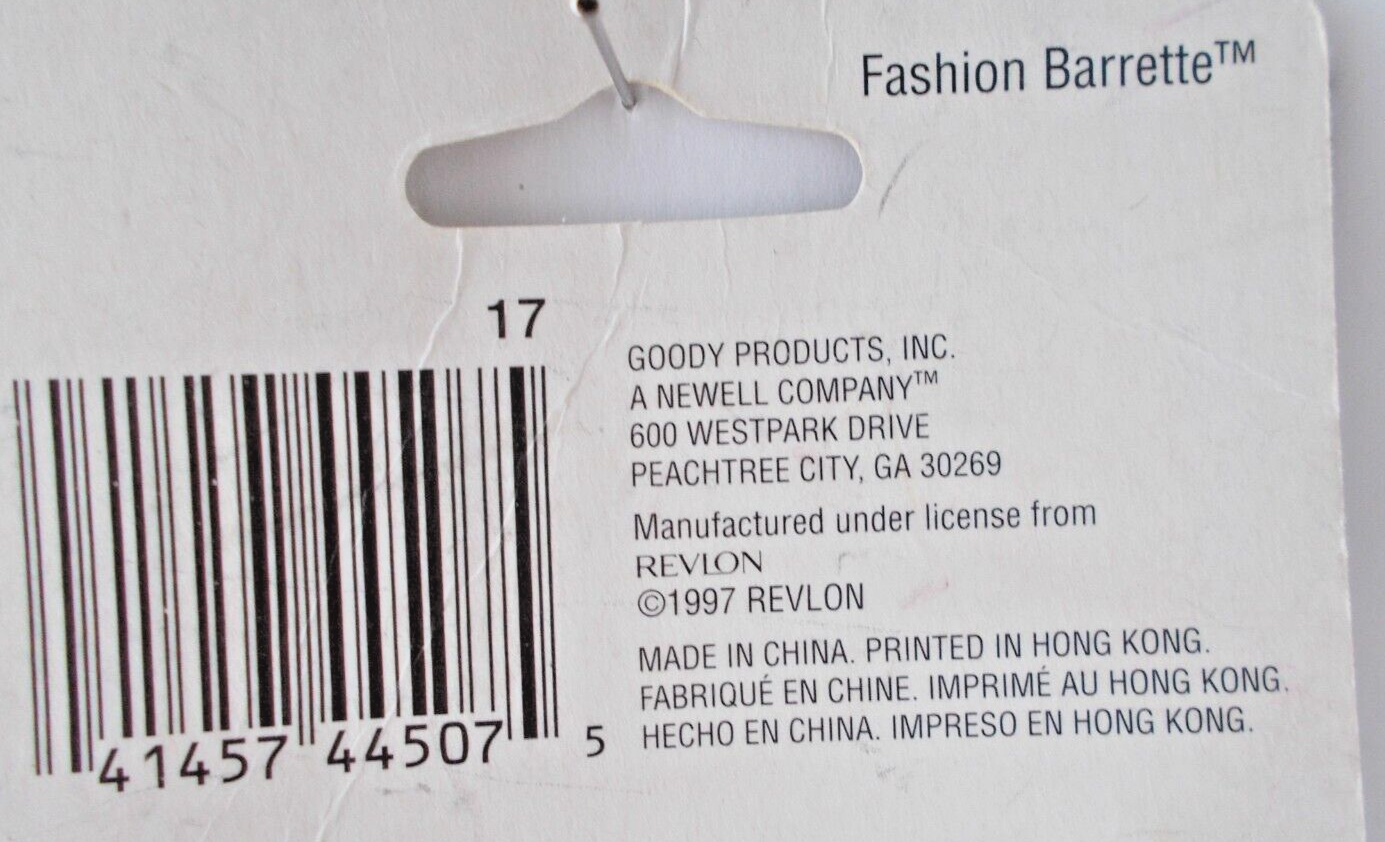 Fashion Barrette™
17
41457 44507 5
GOODY PRODUCTS, INC.
A NEWELL COMPANY™
600 WESTPARK DRIVE
PEACHTREE CITY, GA 30269
Manufactured under license from
REVLON
©1997 REVLON
MADE IN CHINA. PRINTED IN HONG KONG.
FABRIQUÉ EN CHINE. IMPRIMÉ AU HONG KONG.
HECHO EN CHINA. IMPRESO EN HONG KONG.